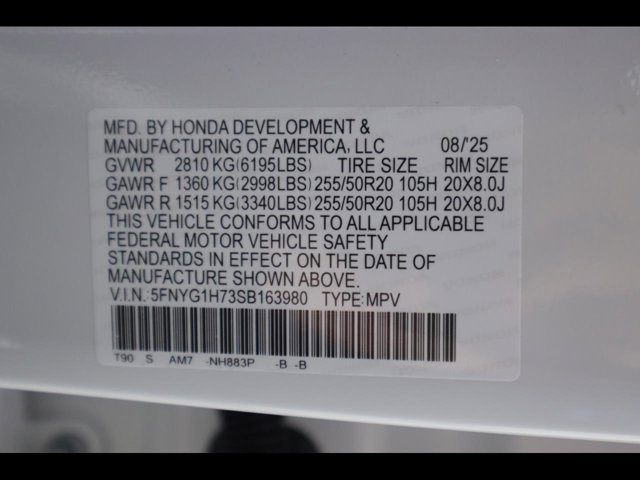 MFD. BY HONDA DEVELOPMENT &
MANUFACTURING OF AMERICA, LLC 08/'25
GVWR 2810 KG(6195LBS) TIRE SIZE RIM SIZE
GAWR F 1360 KG(2998LBS) 255/50R20 105H 20X8.0J
GAWR R 1515 KG(3340LBS) 255/50R20 105H 20X8.0J
THIS VEHICLE CONFORMS TO ALL APPLICABLE
FEDERAL MOTOR VEHICLE SAFETY
STANDARDS IN EFFECT ON THE DATE OF
MANUFACTURE SHOWN ABOVE.
V.I.N.:5FNYG1H73SB163980 TYPE:MPV
T90 S AM7 -NH883P -B -B